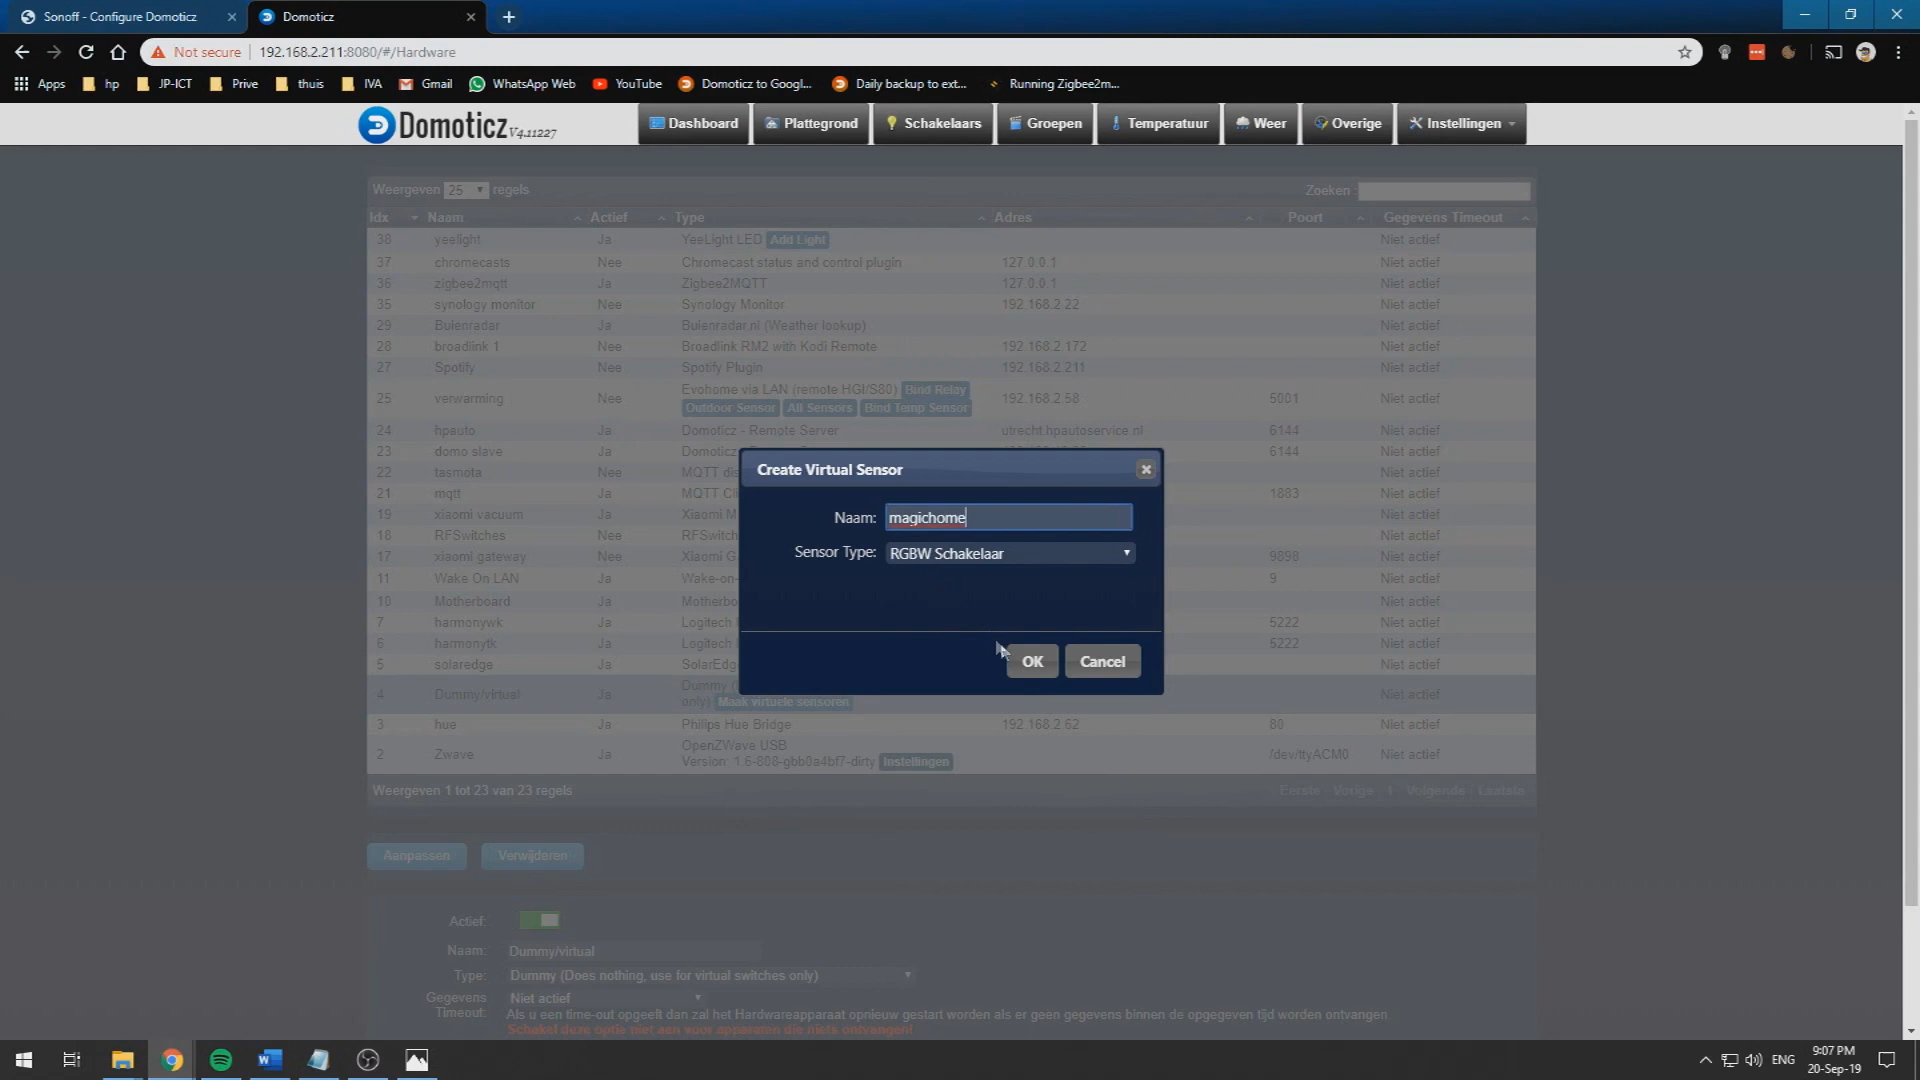 Sonoff - Configure Domoticz
Domoticz
Not secure
192.168.2.211:8080/#/Hardware
Apps
hp
JP-ICT
Prive
thuis
IVA
Gmail
WhatsApp Web
YouTube
Domoticz to Googl...
Daily backup to ext...
Running Zigbee2m...
Domoticz V4.11227
Dashboard
Plattegrond
Schakelaars
Groepen
Temperatuur
Weer
Overige
Instellingen
Weergeven 25 regels
Zoeken
Idx Naam Actief Type Adres Poort Gegevens Timeout
38 yeelight Ja YeeLight LED Add Light Niet actief
37 chromecasts Nee Chromecast status and control plugin 127.0.0.1 Niet actief
36 zigbee2mqtt Ja Zigbee2MQTT 127.0.0.1 Niet actief
35 synology monitor Nee Synology Monitor 192.168.2.22 Niet actief
29 Buienradar Ja Buienradar.nl (Weather lookup) Niet actief
28 broadlink 1 Nee Broadlink RM2 with Kodi Remote 192.168.2.172 Niet actief
27 Spotify Nee Spotify Plugin 192.168.2.211 Niet actief
25 verwarming Nee Evohome via LAN (remote HGI/S80) Bind Relay 192.168.2.58 5001 Niet actief
Outdoor Sensor All Sensors Bind Temp Sensor
24 hpauto Ja Domoticz - Remote Server utrecht.hpautoservice.nl 6144 Niet actief
23 domo slave Ja Domoticz 6144 Niet actief
22 tasmota Nee MQTT dis Niet actief
21 mqtt Ja MQTT Cli 1883 Niet actief
19 xiaomi vacuum Ja Xiaomi M Niet actief
18 RFSwitches Nee RFSwitch Niet actief
17 xiaomi gateway Nee Xiaomi G 9898 Niet actief
11 Wake On LAN Ja Wake-on- 9 Niet actief
10 Motherboard Ja Motherbo Niet actief
7 harmonywk Ja Logitech 5222 Niet actief
6 harmonytk Ja Logitech 5222 Niet actief
5 solaredge Ja SolarEdg Niet actief
4 Dummy/virtual Ja Dummy Niet actief
only) Maak virtuele sensoren
3 hue Ja Philips Hue Bridge 192.168.2.62 80 Niet actief
2 Zwave Ja OpenZWave USB /dev/ttyACM0 Niet actief
Version: 1.6-808-gbb0a4bf7-dirty Instellingen
Weergeven 1 tot 23 van 23 regels
Eerste Vorige 1 Volgende Laatste
Create Virtual Sensor
Naam: magichome
Sensor Type: RGBW Schakelaar
OK Cancel
Aanpassen Verwijderen
Actief:
Naam: Dummy/virtual
Type: Dummy (Does nothing, use for virtual switches only)
Gegevens Timeout: Niet actief
Als u een time-out opgeeft dan zal het Hardwareapparaat opnieuw gestart worden als er geen gegevens binnen de opgegeven tijd worden ontvangen.
Schakel deze optie niet aan voor apparaten die niets ontvangen!
ENG
9:07 PM
20-Sep-19